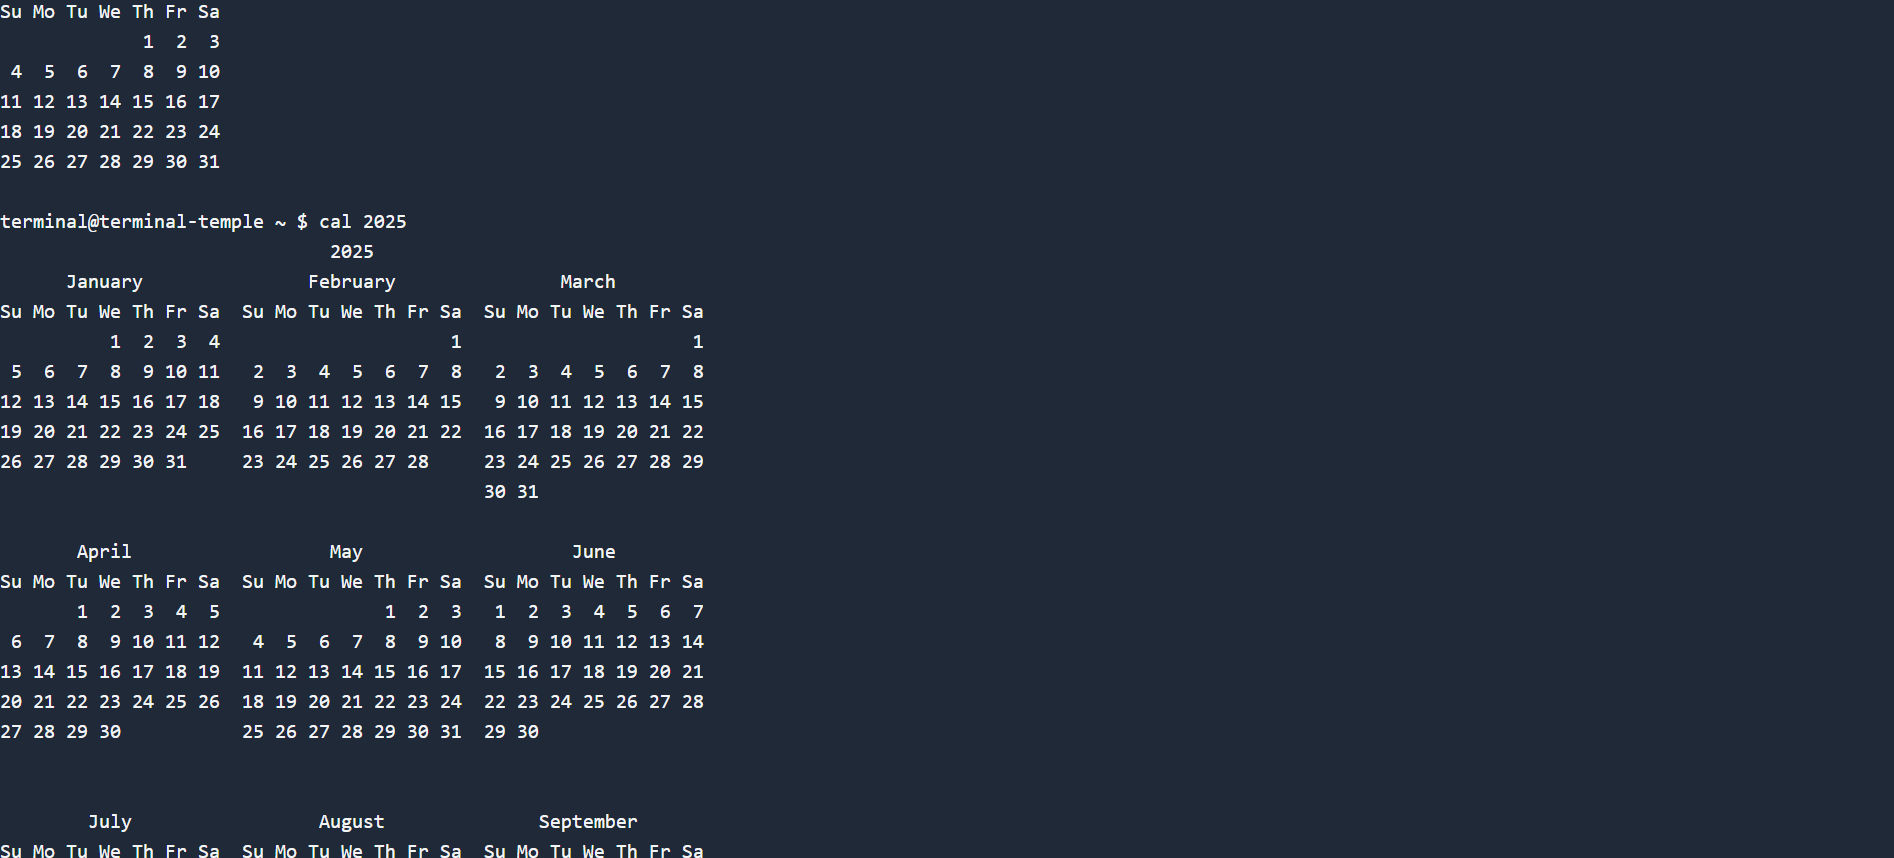 Su Mo Tu We Th Fr Sa
             1  2  3
 4  5  6  7  8  9 10
11 12 13 14 15 16 17
18 19 20 21 22 23 24
25 26 27 28 29 30 31

terminal@terminal-temple ~ $ cal 2025
                              2025
      January               February               March
Su Mo Tu We Th Fr Sa  Su Mo Tu We Th Fr Sa  Su Mo Tu We Th Fr Sa
          1  2  3  4                     1                     1
 5  6  7  8  9 10 11   2  3  4  5  6  7  8   2  3  4  5  6  7  8
12 13 14 15 16 17 18   9 10 11 12 13 14 15   9 10 11 12 13 14 15
19 20 21 22 23 24 25  16 17 18 19 20 21 22  16 17 18 19 20 21 22
26 27 28 29 30 31     23 24 25 26 27 28     23 24 25 26 27 28 29
                                            30 31

       April                  May                   June
Su Mo Tu We Th Fr Sa  Su Mo Tu We Th Fr Sa  Su Mo Tu We Th Fr Sa
       1  2  3  4  5               1  2  3   1  2  3  4  5  6  7
 6  7  8  9 10 11 12   4  5  6  7  8  9 10   8  9 10 11 12 13 14
13 14 15 16 17 18 19  11 12 13 14 15 16 17  15 16 17 18 19 20 21
20 21 22 23 24 25 26  18 19 20 21 22 23 24  22 23 24 25 26 27 28
27 28 29 30           25 26 27 28 29 30 31  29 30


        July                 August              September
Su Mo Tu We Th Fr Sa  Su Mo Tu We Th Fr Sa  Su Mo Tu We Th Fr Sa